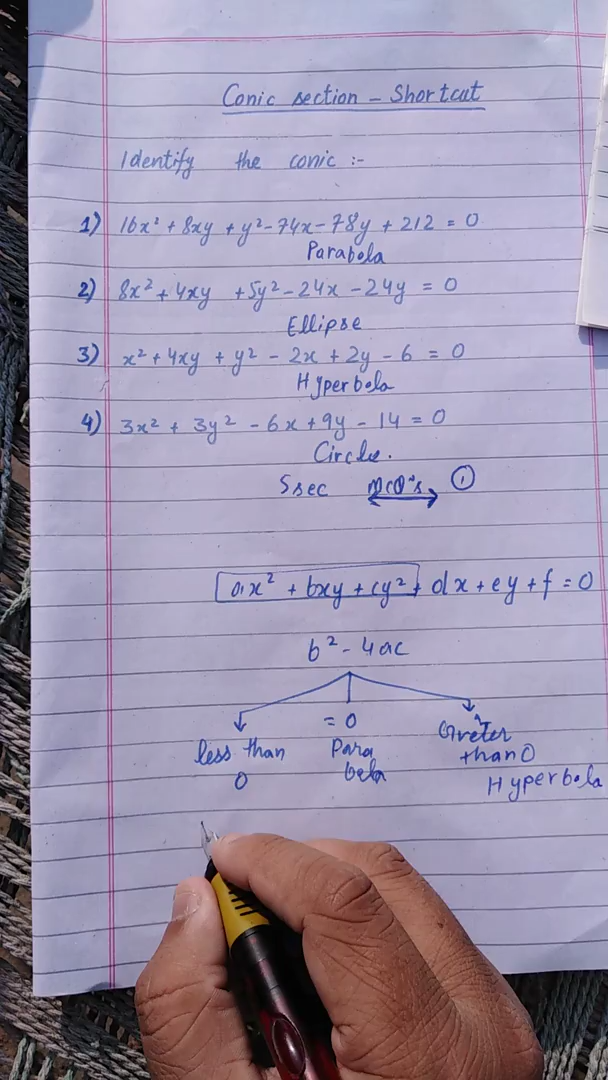 Conic section - Shortcut
Identify the conic :-
1) 16x² + 8xy + y² - 74x - 78y + 212 = 0
Parabola
2) 8x² + 4xy + 5y² - 24x - 24y = 0
Ellipse
3) x² + 4xy + y² - 2x + 2y - 6 = 0
Hyperbola
4) 3x² + 3y² - 6x + 9y - 14 = 0
Circle.
5sec MCQ's ①
ax² + bxy + cy² + dx + ey + f = 0
b² - 4ac
less than
0
= 0
Para
bola
Greter
than 0
Hyperbola